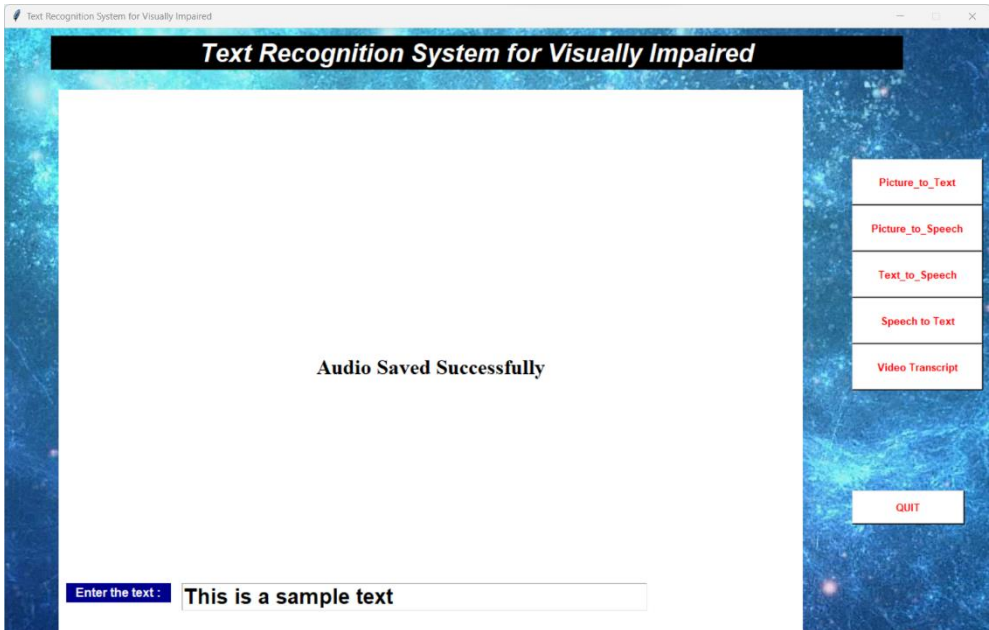 Text Recognition System for Visually Impaired
Text Recognition System for Visually Impaired
Picture_to_Text
Picture_to_Speech
Text_to_Speech
Speech to Text
Video Transcript
Audio Saved Successfully
QUIT
Enter the text : This is a sample text